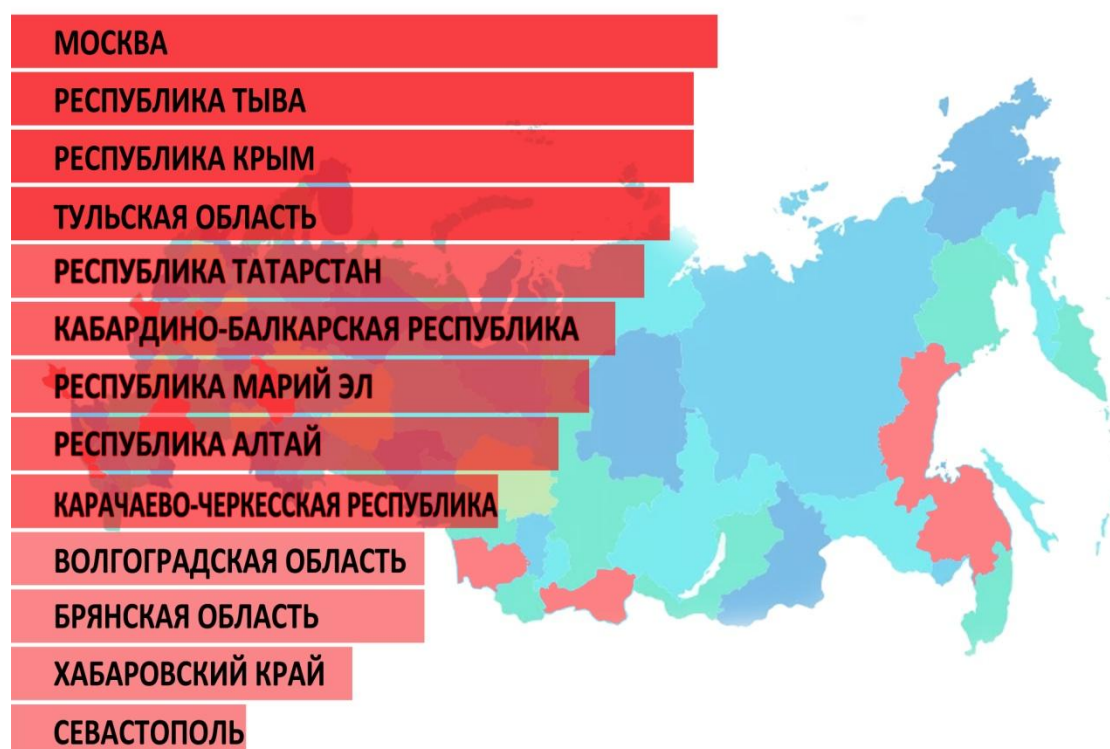 МОСКВА
РЕСПУБЛИКА ТЫВА
РЕСПУБЛИКА КРЫМ
ТУЛЬСКАЯ ОБЛАСТЬ
РЕСПУБЛИКА ТАТАРСТАН
КАБАРДИНО-БАЛКАРСКАЯ РЕСПУБЛИКА
РЕСПУБЛИКА МАРИЙ ЭЛ
РЕСПУБЛИКА АЛТАЙ
КАРАЧАЕВО-ЧЕРКЕССКАЯ РЕСПУБЛИКА
ВОЛГОГРАДСКАЯ ОБЛАСТЬ
БРЯНСКАЯ ОБЛАСТЬ
ХАБАРОВСКИЙ КРАЙ
СЕВАСТОПОЛЬ